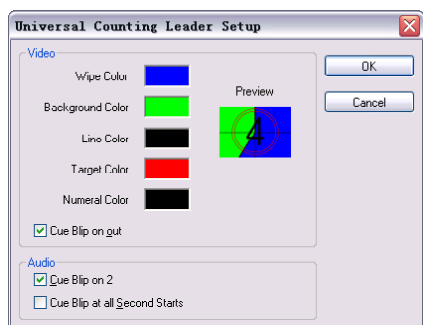 Universal Counting Leader Setup
Video
Wipe Color
Background Color
Line Color
Target Color
Numeral Color
Cue Blip on out
Preview
4
OK
Cancel
Audio
Cue Blip on 2
Cue Blip at all Second Starts